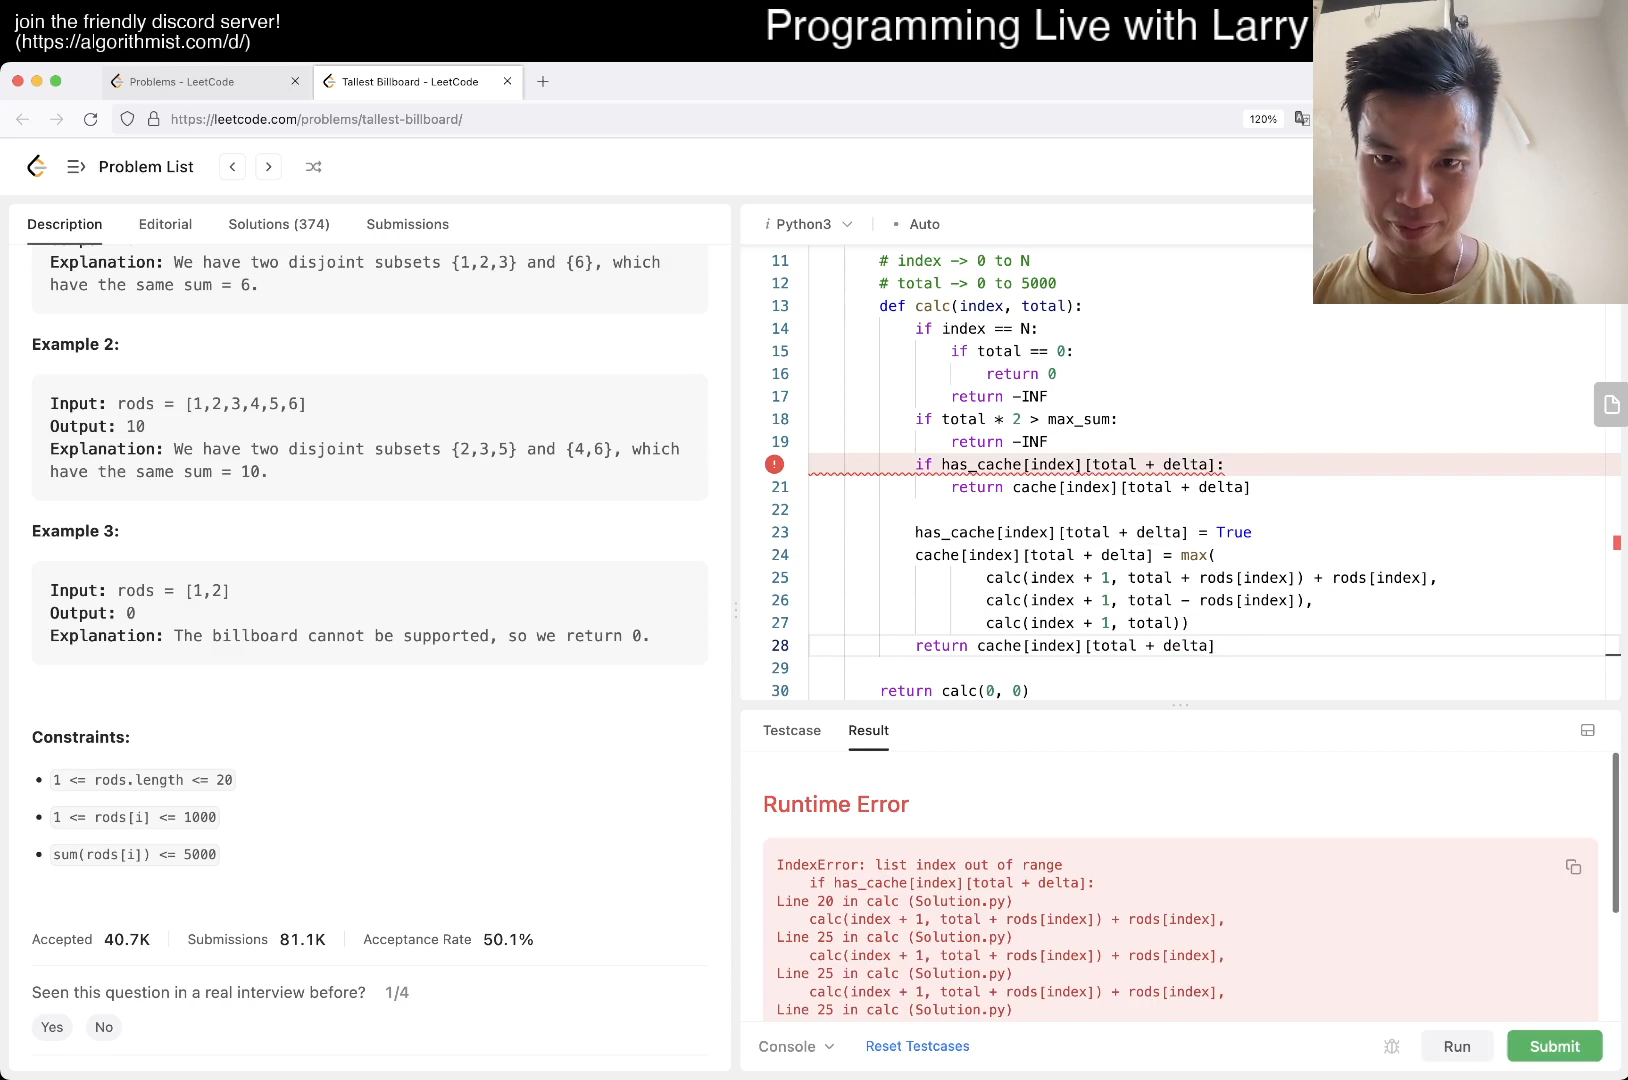 join the friendly discord server!
(https://algorithmist.com/d/)
Programming Live with Larry
Problems - LeetCode
Tallest Billboard - LeetCode
https://leetcode.com/problems/tallest-billboard/
120%
Problem List
Description Editorial Solutions (374) Submissions
Explanation: We have two disjoint subsets {1,2,3} and {6}, which
have the same sum = 6.
Example 2:
Input: rods = [1,2,3,4,5,6]
Output: 10
Explanation: We have two disjoint subsets {2,3,5} and {4,6}, which
have the same sum = 10.
Example 3:
Input: rods = [1,2]
Output: 0
Explanation: The billboard cannot be supported, so we return 0.
Constraints:
• 1 <= rods.length <= 20
• 1 <= rods[i] <= 1000
• sum(rods[i]) <= 5000
Accepted 40.7K Submissions 81.1K Acceptance Rate 50.1%
Seen this question in a real interview before? 1/4
Yes No
i Python3 • Auto
11 # index -> 0 to N
12 # total -> 0 to 5000
13 def calc(index, total):
14 if index == N:
15 if total == 0:
16 return 0
17 return -INF
18 if total * 2 > max_sum:
19 return -INF
if has_cache[index][total + delta]:
21 return cache[index][total + delta]
22
23 has_cache[index][total + delta] = True
24 cache[index][total + delta] = max(
25 calc(index + 1, total + rods[index]) + rods[index],
26 calc(index + 1, total - rods[index]),
27 calc(index + 1, total))
28 return cache[index][total + delta]
29
30 return calc(0, 0)
Testcase Result
Runtime Error
IndexError: list index out of range
if has_cache[index][total + delta]:
Line 20 in calc (Solution.py)
calc(index + 1, total + rods[index]) + rods[index],
Line 25 in calc (Solution.py)
calc(index + 1, total + rods[index]) + rods[index],
Line 25 in calc (Solution.py)
calc(index + 1, total + rods[index]) + rods[index],
Line 25 in calc (Solution.py)
Console Reset Testcases Run Submit